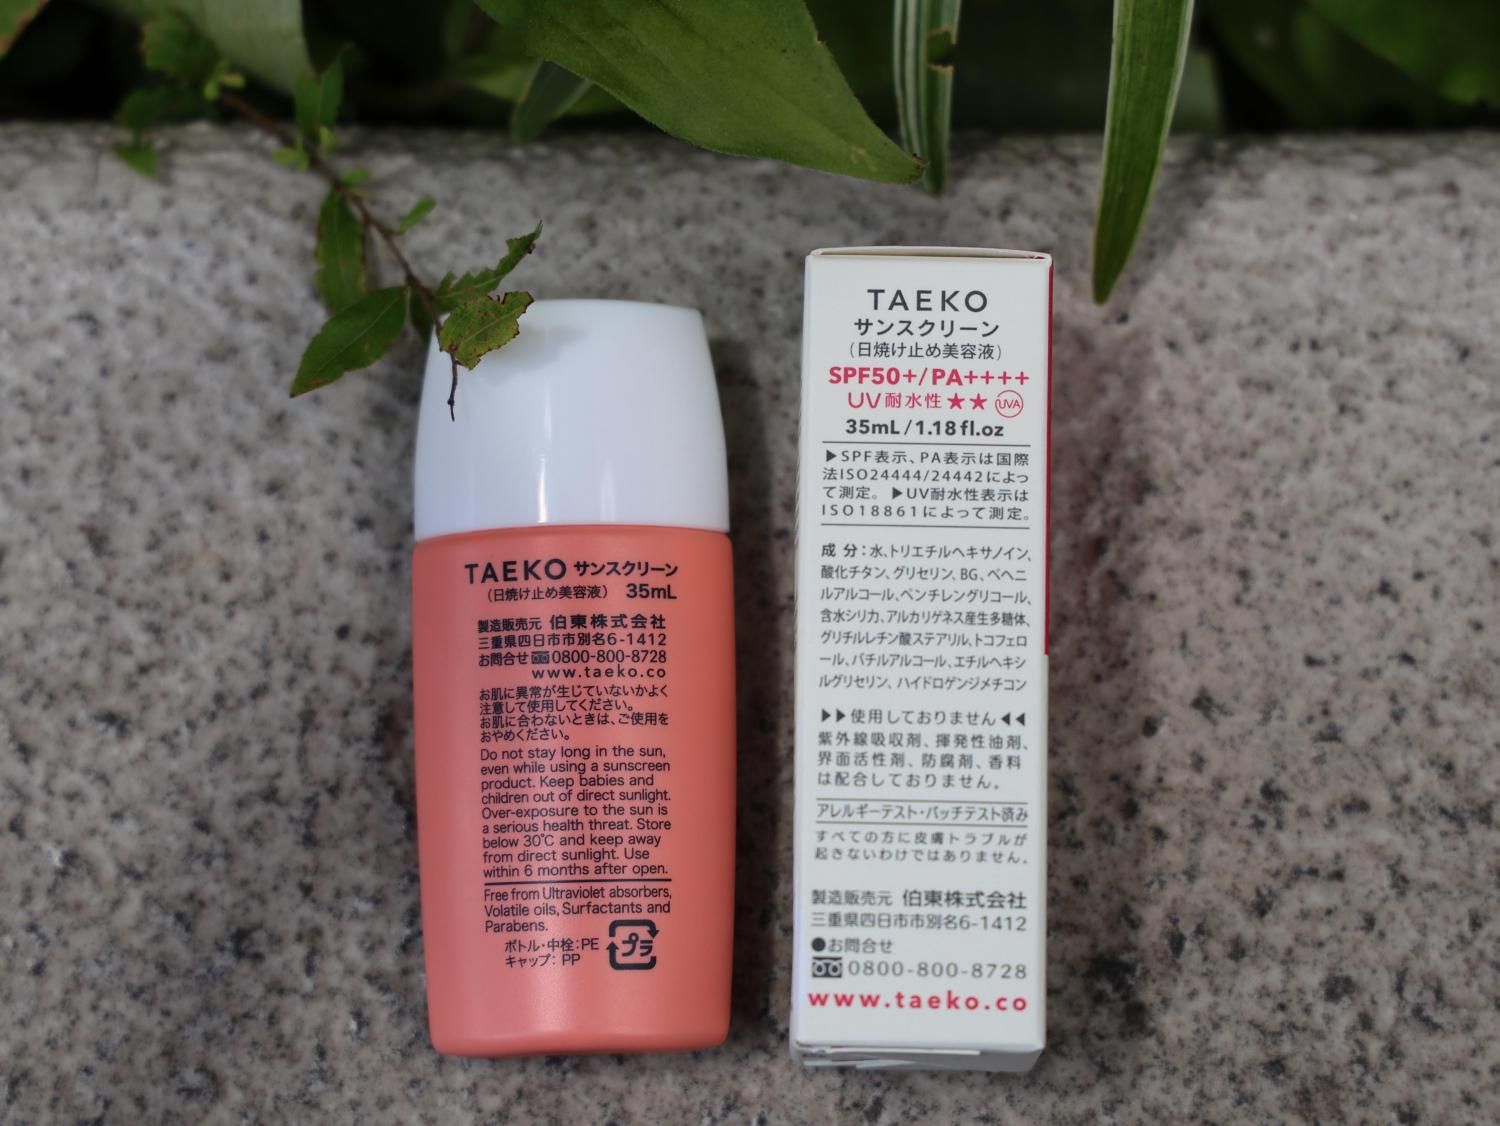 TAEKO サンスクリーン
(日焼け止め美容液) 35mL
製造販売元 伯東株式会社
三重県四日市市別名6-1412
お問合せ 0800-800-8728
www.taeko.co
お肌に異常が生じていないかよく
注意して使用してください。
お肌に合わないときは、ご使用を
おやめください。
Do not stay long in the sun,
even while using a sunscreen
product. Keep babies and
children out of direct sunlight.
Over-exposure to the sun is
a serious health threat. Store
below 30℃ and keep away
from direct sunlight. Use
within 6 months after open.
Free from Ultraviolet absorbers,
Volatile oils, Surfactants and
Parabens.
ボトル・中栓:PE
キャップ: PP
プラ
TAEKO
サンスクリーン
(日焼け止め美容液)
SPF50+/PA++++
UV耐水性★★ UVA
35mL/1.18fl.oz
▶SPF表示、PA表示は国際
法ISO24444/24442によっ
て測定。▶UV耐水性表示は
ISO18861によって測定。
成分:水、トリエチルヘキサノイン、
酸化チタン、グリセリン、BG、ベヘニ
ルアルコール、ペンチレングリコール、
含水シリカ、アルカリゲネス産生多糖体、
グリチルレチン酸ステアリル、トコフェロ
ール、バチルアルコール、エチルヘキシ
ルグリセリン、ハイドロゲンジメチコン
▶▶使用しておりません◀◀
紫外線吸収剤、揮発性油剤、
界面活性剤、防腐剤、香料
は配合しておりません。
アレルギーテスト・パッチテスト済み
すべての方に皮膚トラブルが
起きないわけではありません。
製造販売元 伯東株式会社
三重県四日市市別名6-1412
●お問合せ
0800-800-8728
www.taeko.co